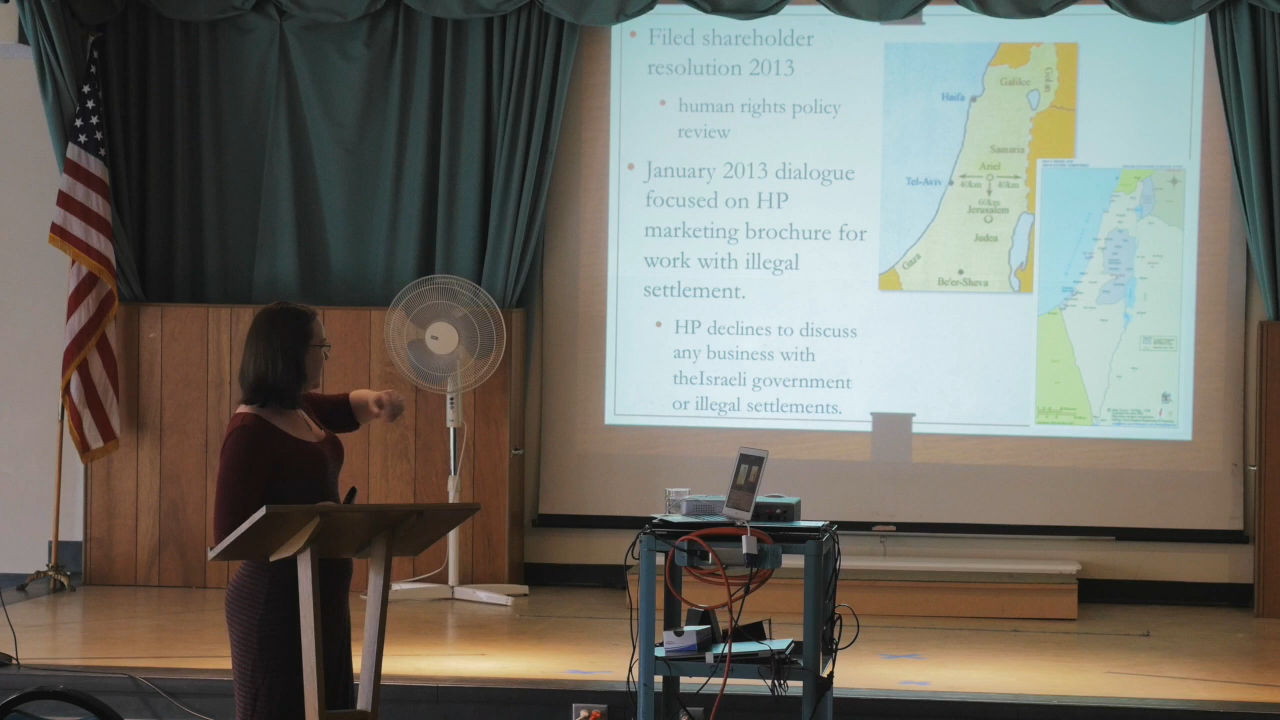 Filed shareholder
resolution 2013
human rights policy
review
January 2013 dialogue
focused on HP
marketing brochure for
work with illegal
settlement.
HP declines to discuss
any business with
theIsraeli government
or illegal settlements.
Galilee
Golan
Haifa
Samaria
Ariel
Tel-Aviv
40km
40km
60km
Jerusalem
Judea
Gaza
Be'er-Sheva